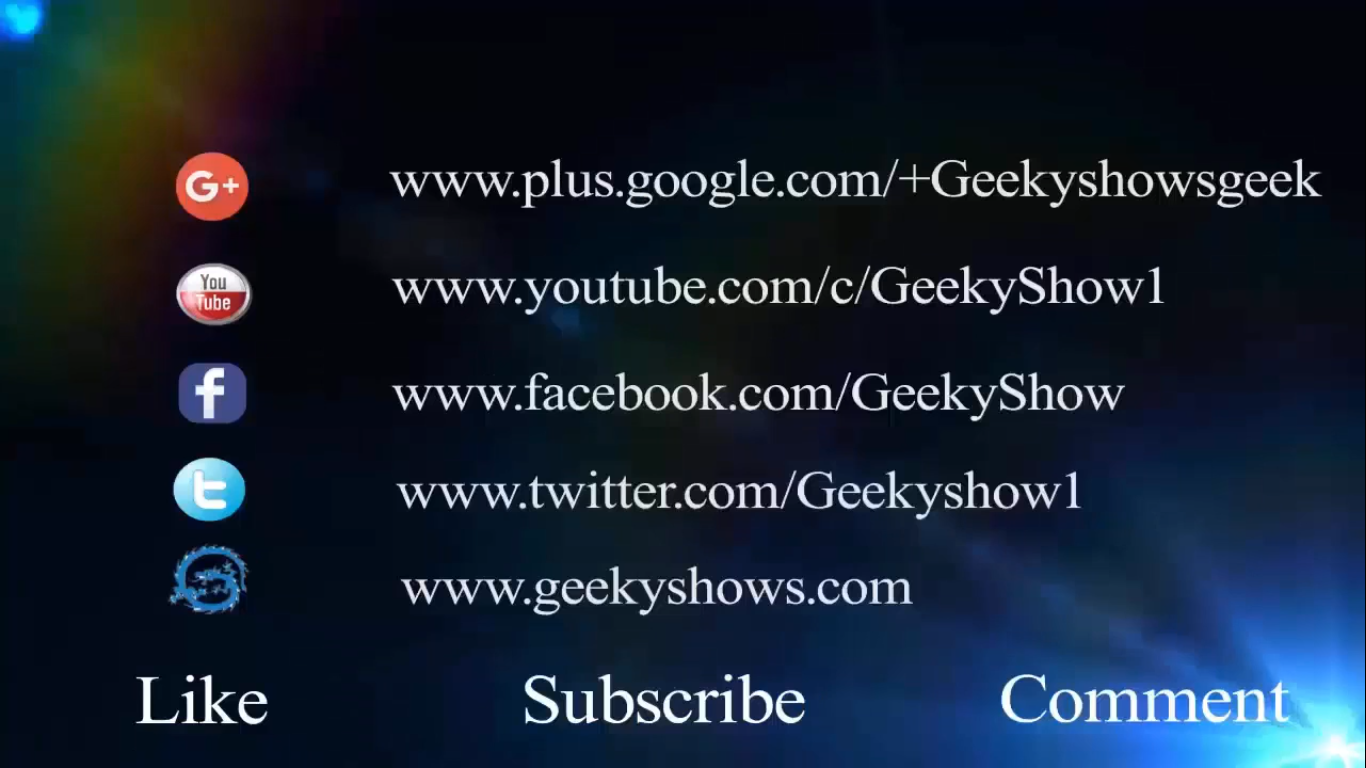 G+ www.plus.google.com/+Geekyshowsgeek
You
Tube www.youtube.com/c/GeekyShow1
f www.facebook.com/GeekyShow
t www.twitter.com/Geekyshow1
www.geekyshows.com
Like Subscribe Comment